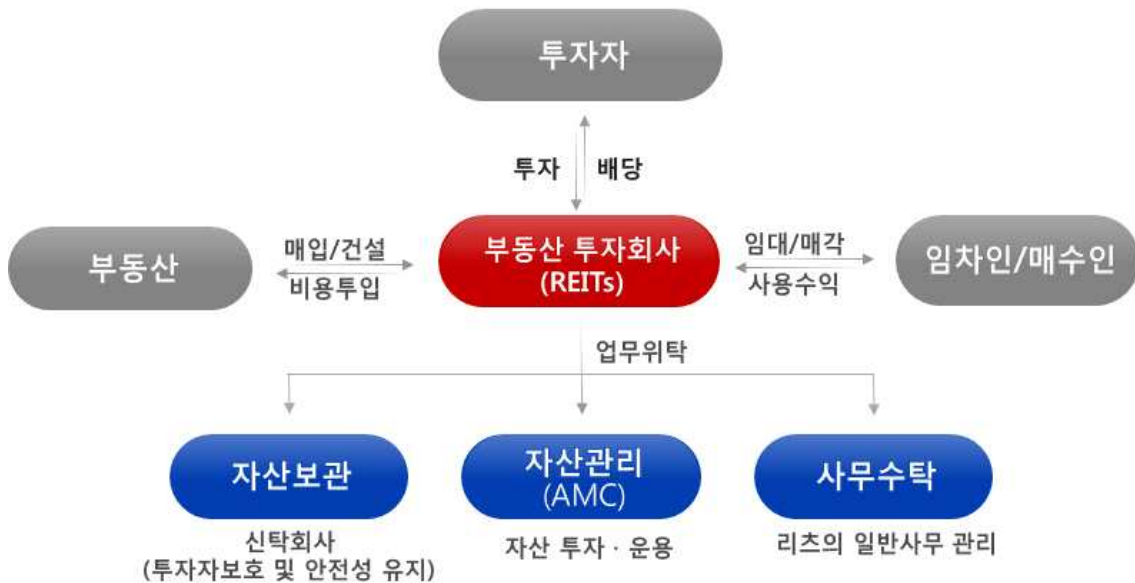 투자자
투자
배당
부동산
매입/건설
비용투입
부동산 투자회사
(REITs)
임대/매각
사용수익
임차인/매수인
업무위탁
자산보관
신탁회사
(투자자보호 및 안전성 유지)
자산관리
(AMC)
자산 투자 · 운용
사무수탁
리츠의 일반사무 관리